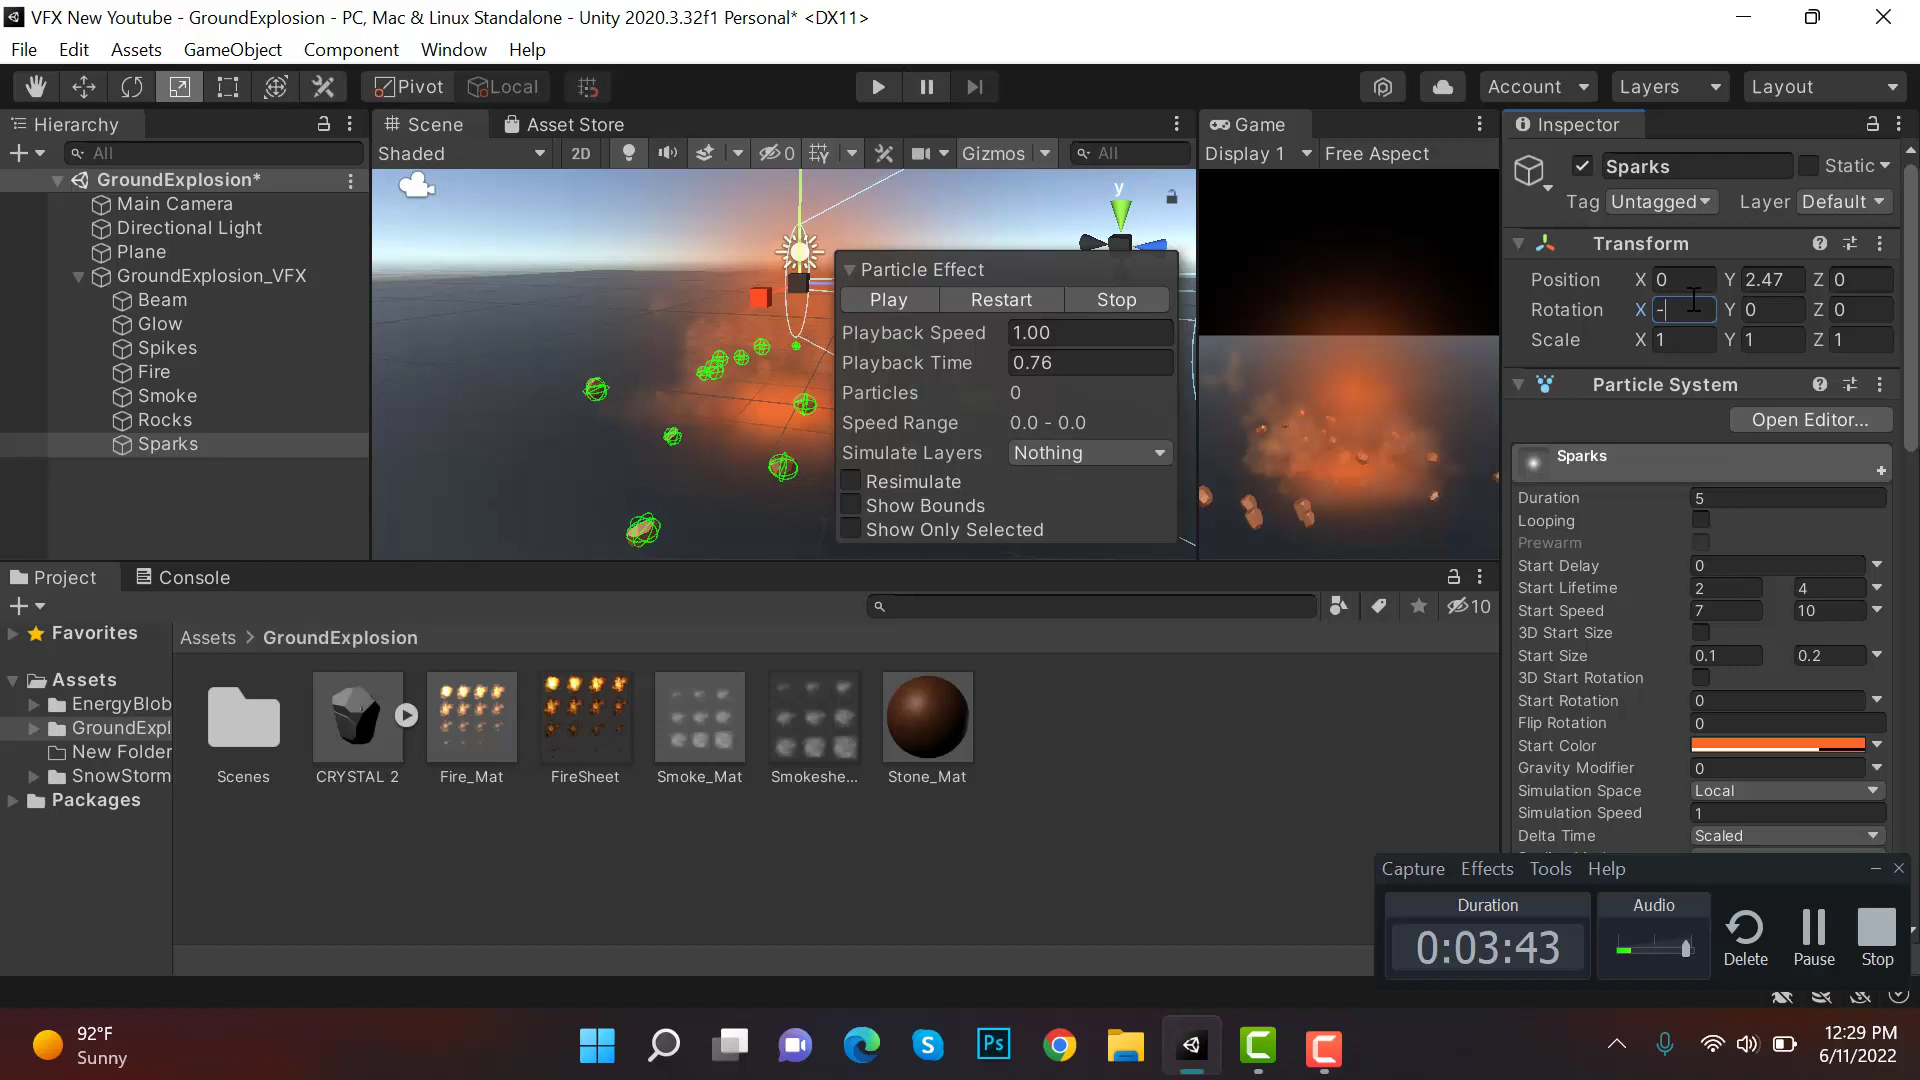 VFX New Youtube - GroundExplosion - PC, Mac & Linux Standalone - Unity 2020.3.32f1 Personal* <DX11>
File Edit Assets GameObject Component Window Help
Pivot Local Account Layers Layout
Hierarchy Scene Asset Store Game Inspector
All Shaded 2D 0 Gizmos All Display 1 Free Aspect
Sparks Static
Tag Untagged Layer Default
GroundExplosion*
Main Camera
Directional Light
Plane
GroundExplosion_VFX
Beam
Glow
Spikes
Fire
Smoke
Rocks
Sparks
y
Particle Effect
Play Restart Stop
Playback Speed 1.00
Playback Time 0.76
Particles 0
Speed Range 0.0 - 0.0
Simulate Layers Nothing
Resimulate
Show Bounds
Show Only Selected
Transform
Position X 0 Y 2.47 Z 0
Rotation X - Y 0 Z 0
Scale X 1 Y 1 Z 1
Particle System
Open Editor...
Sparks
Duration 5
Looping
Prewarm
Start Delay 0
Start Lifetime 2 4
Start Speed 7 10
3D Start Size
Start Size 0.1 0.2
3D Start Rotation
Start Rotation 0
Flip Rotation 0
Start Color
Gravity Modifier 0
Simulation Space Local
Simulation Speed 1
Delta Time Scaled
Project Console
10
Favorites
Assets
EnergyBlob
GroundExpl
New Folder
SnowStorm
Packages
Assets > GroundExplosion
Scenes CRYSTAL 2 Fire_Mat FireSheet Smoke_Mat Smokeshe... Stone_Mat
Capture Effects Tools Help
Duration Audio
0:03:43
Delete Pause Stop
92°F
Sunny
Ps
12:29 PM
6/11/2022